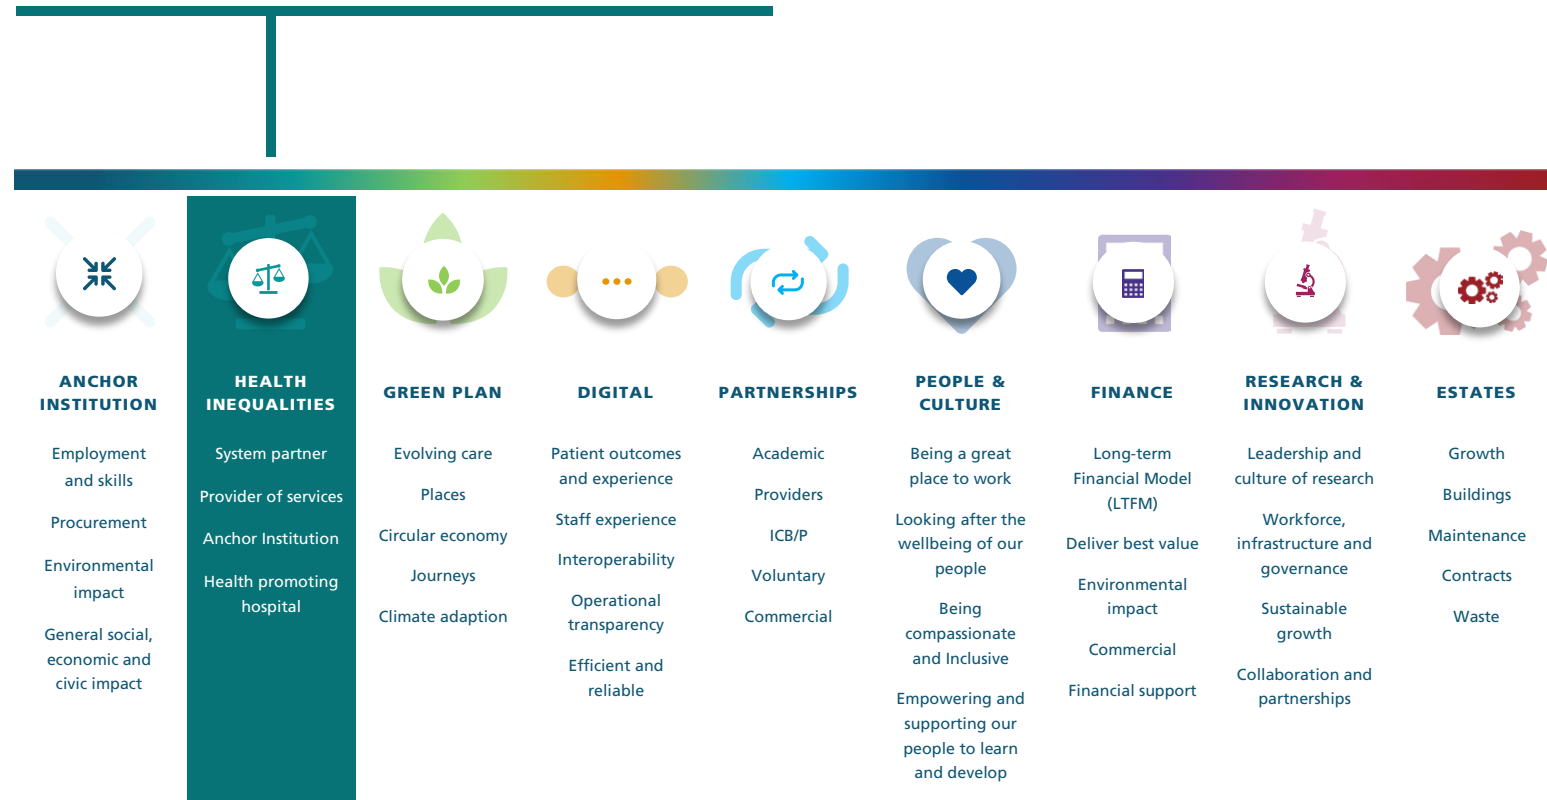 ANCHOR
INSTITUTION
Employment
and skills
Procurement
Environmental
impact
General social,
economic and
civic impact
HEALTH
INEQUALITIES
System partner
Provider of services
Anchor Institution
Health promoting
hospital
GREEN PLAN
Evolving care
Places
Circular economy
Journeys
Climate adaption
DIGITAL
Patient outcomes
and experience
Staff experience
Interoperability
Operational
transparency
Efficient and
reliable
PARTNERSHIPS
Academic
Providers
ICB/P
Voluntary
Commercial
PEOPLE &
CULTURE
Being a great
place to work
Looking after the
wellbeing of our
people
Being
compassionate
and Inclusive
Empowering and
supporting our
people to learn
and develop
FINANCE
Long-term
Financial Model
(LTFM)
Deliver best value
Environmental
impact
Commercial
Financial support
RESEARCH &
INNOVATION
Leadership and
culture of research
Workforce,
infrastructure and
governance
Sustainable
growth
Collaboration and
partnerships
ESTATES
Growth
Buildings
Maintenance
Contracts
Waste